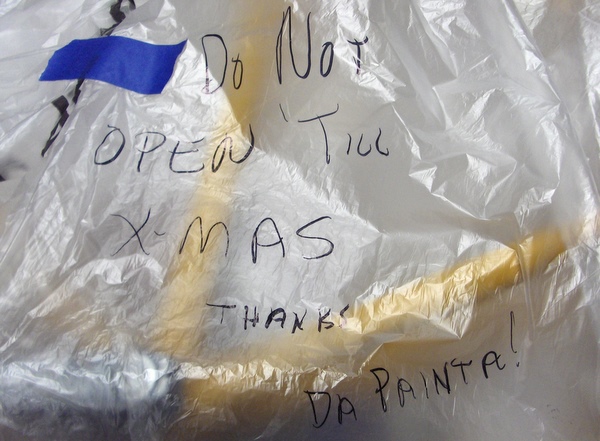 Do Not
OPEN 'TILL
X-MAS
THANKS
DA PAINTA!